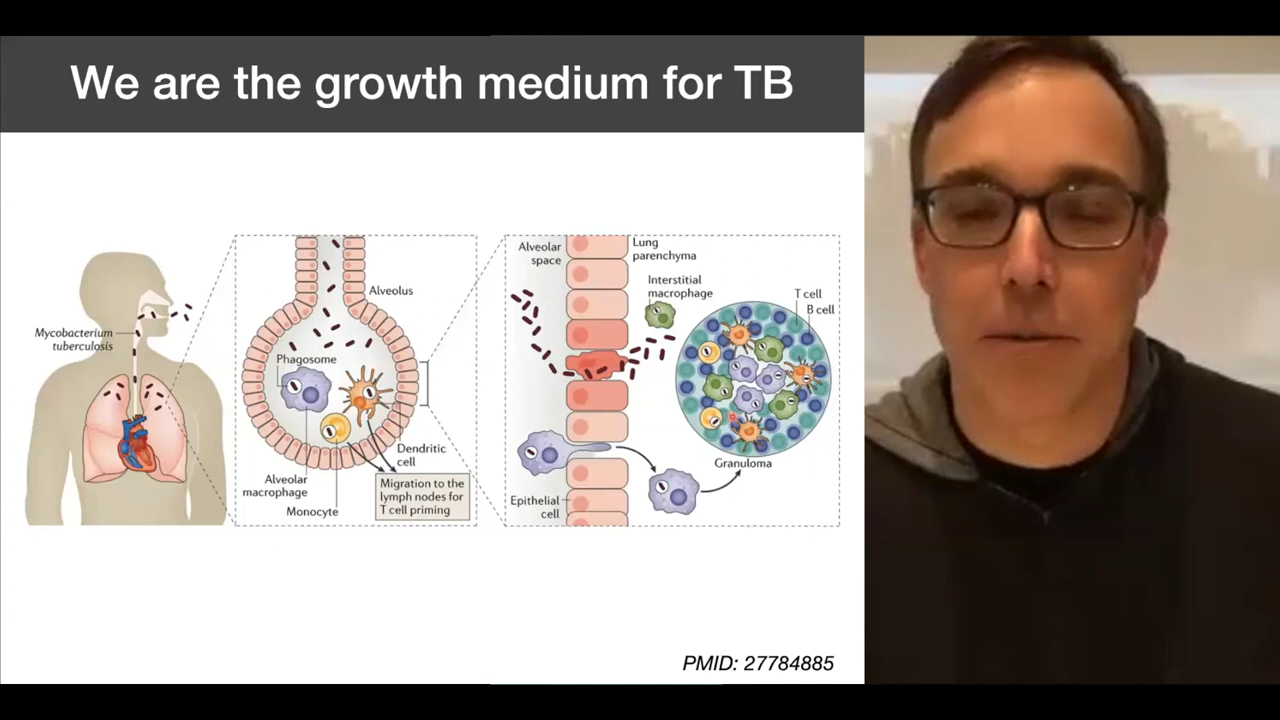 We are the growth medium for TB
Mycobacterium
tuberculosis
Alveolus
Phagosome
Dendritic
cell
Alveolar
macrophage
Monocyte
Migration to the
lymph nodes for
T cell priming
Alveolar
space
Lung
parenchyma
Interstitial
macrophage
T cell
B cell
Granuloma
Epithelial
cell
PMID: 27784885